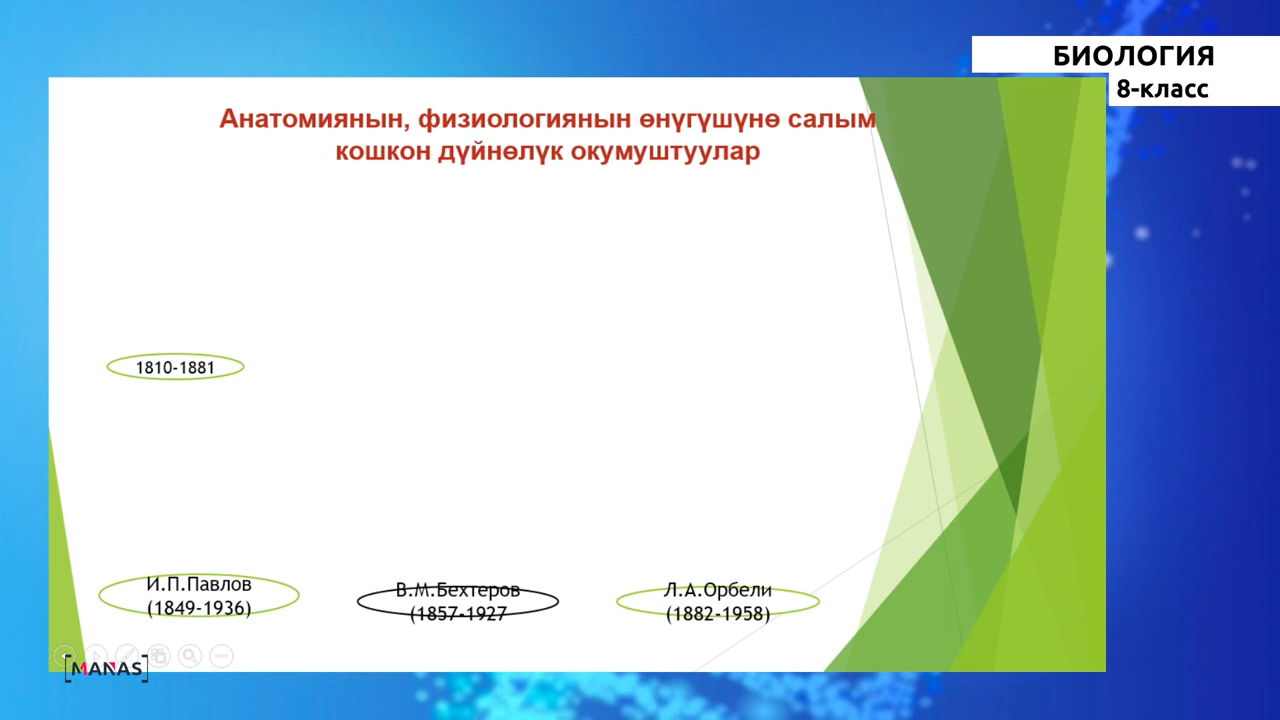 БИОЛОГИЯ
8-класс
Анатомиянын, физиологиянын өнүгүшүнө салым
кошкон дүйнөлүк окумуштуулар
1810-1881
И.П.Павлов
(1849-1936)
В.М.Бехтеров
(1857-1927
Л.А.Орбели
(1882-1958)
[MANAS]